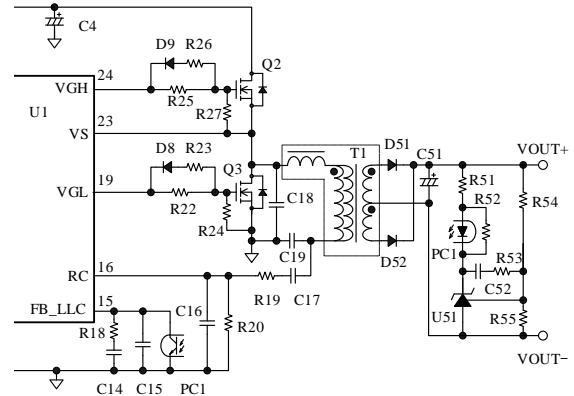 C4
24
D9 R26
Q2
VGH
R25
U1
R27
23
VS
D8 R23
Q3
T1
D51
C51
VOUT+
19
VGL
R22
R24
C18
R51
R52
R54
PC1
C19
D52
R53
C52
16
RC
R19
C17
U51
R55
15
FB_LLC
R18
C16
R20
VOUT−
C14
C15
PC1